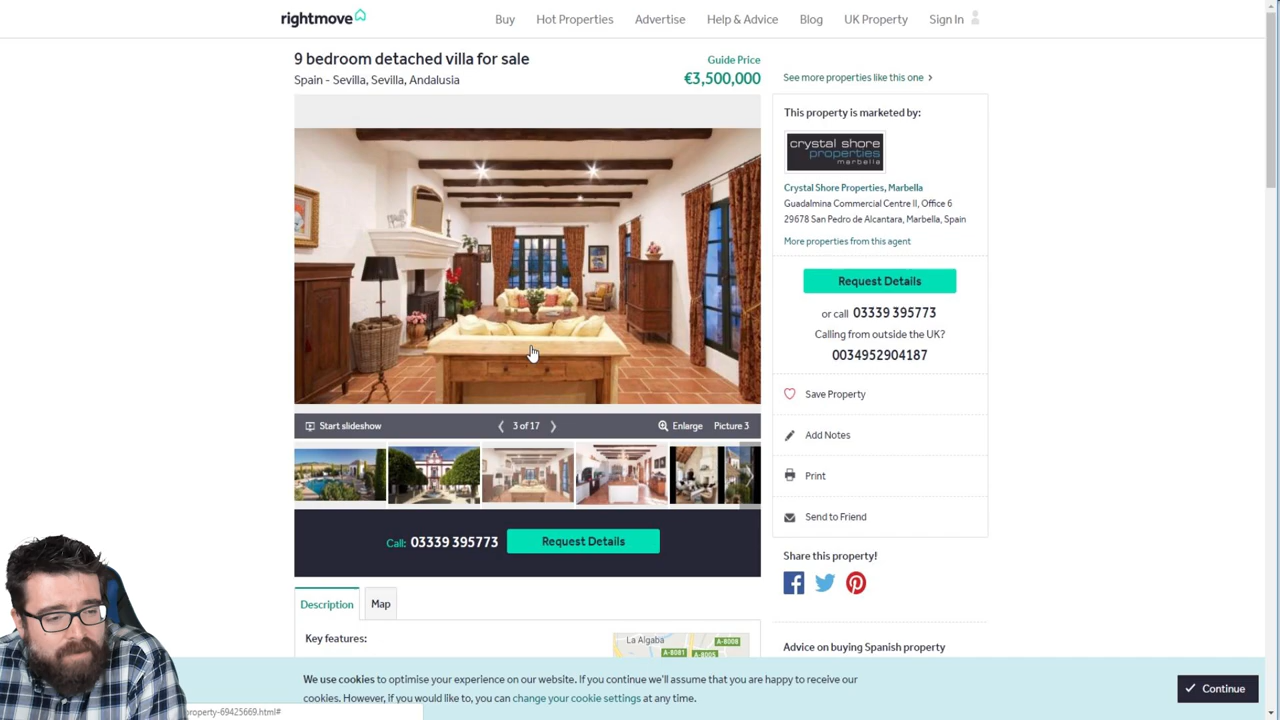 rightmove
Buy
Hot Properties
Advertise
Help & Advice
Blog
UK Property
Sign In
9 bedroom detached villa for sale
Spain - Sevilla, Sevilla, Andalusia
Guide Price
€3,500,000
See more properties like this one
This property is marketed by:
crystal shore
properties
marbella
Crystal Shore Properties, Marbella
Guadalmina Commercial Centre II, Office 6
29678 San Pedro de Alcantara, Marbella, Spain
More properties from this agent
Request Details
or call 03339 395773
Calling from outside the UK?
0034952904187
Save Property
Add Notes
Print
Send to Friend
Share this property!
Advice on buying Spanish property
Start slideshow
3 of 17
Enlarge
Picture 3
Call: 03339 395773
Request Details
Description
Map
Key features:
La Algaba
A-8008
A-8081
A-8005
We use cookies to optimise your experience on our website. If you continue we'll assume that you are happy to receive our
cookies. However, if you would like to, you can change your cookie settings at any time.
Continue
property-69425669.html#